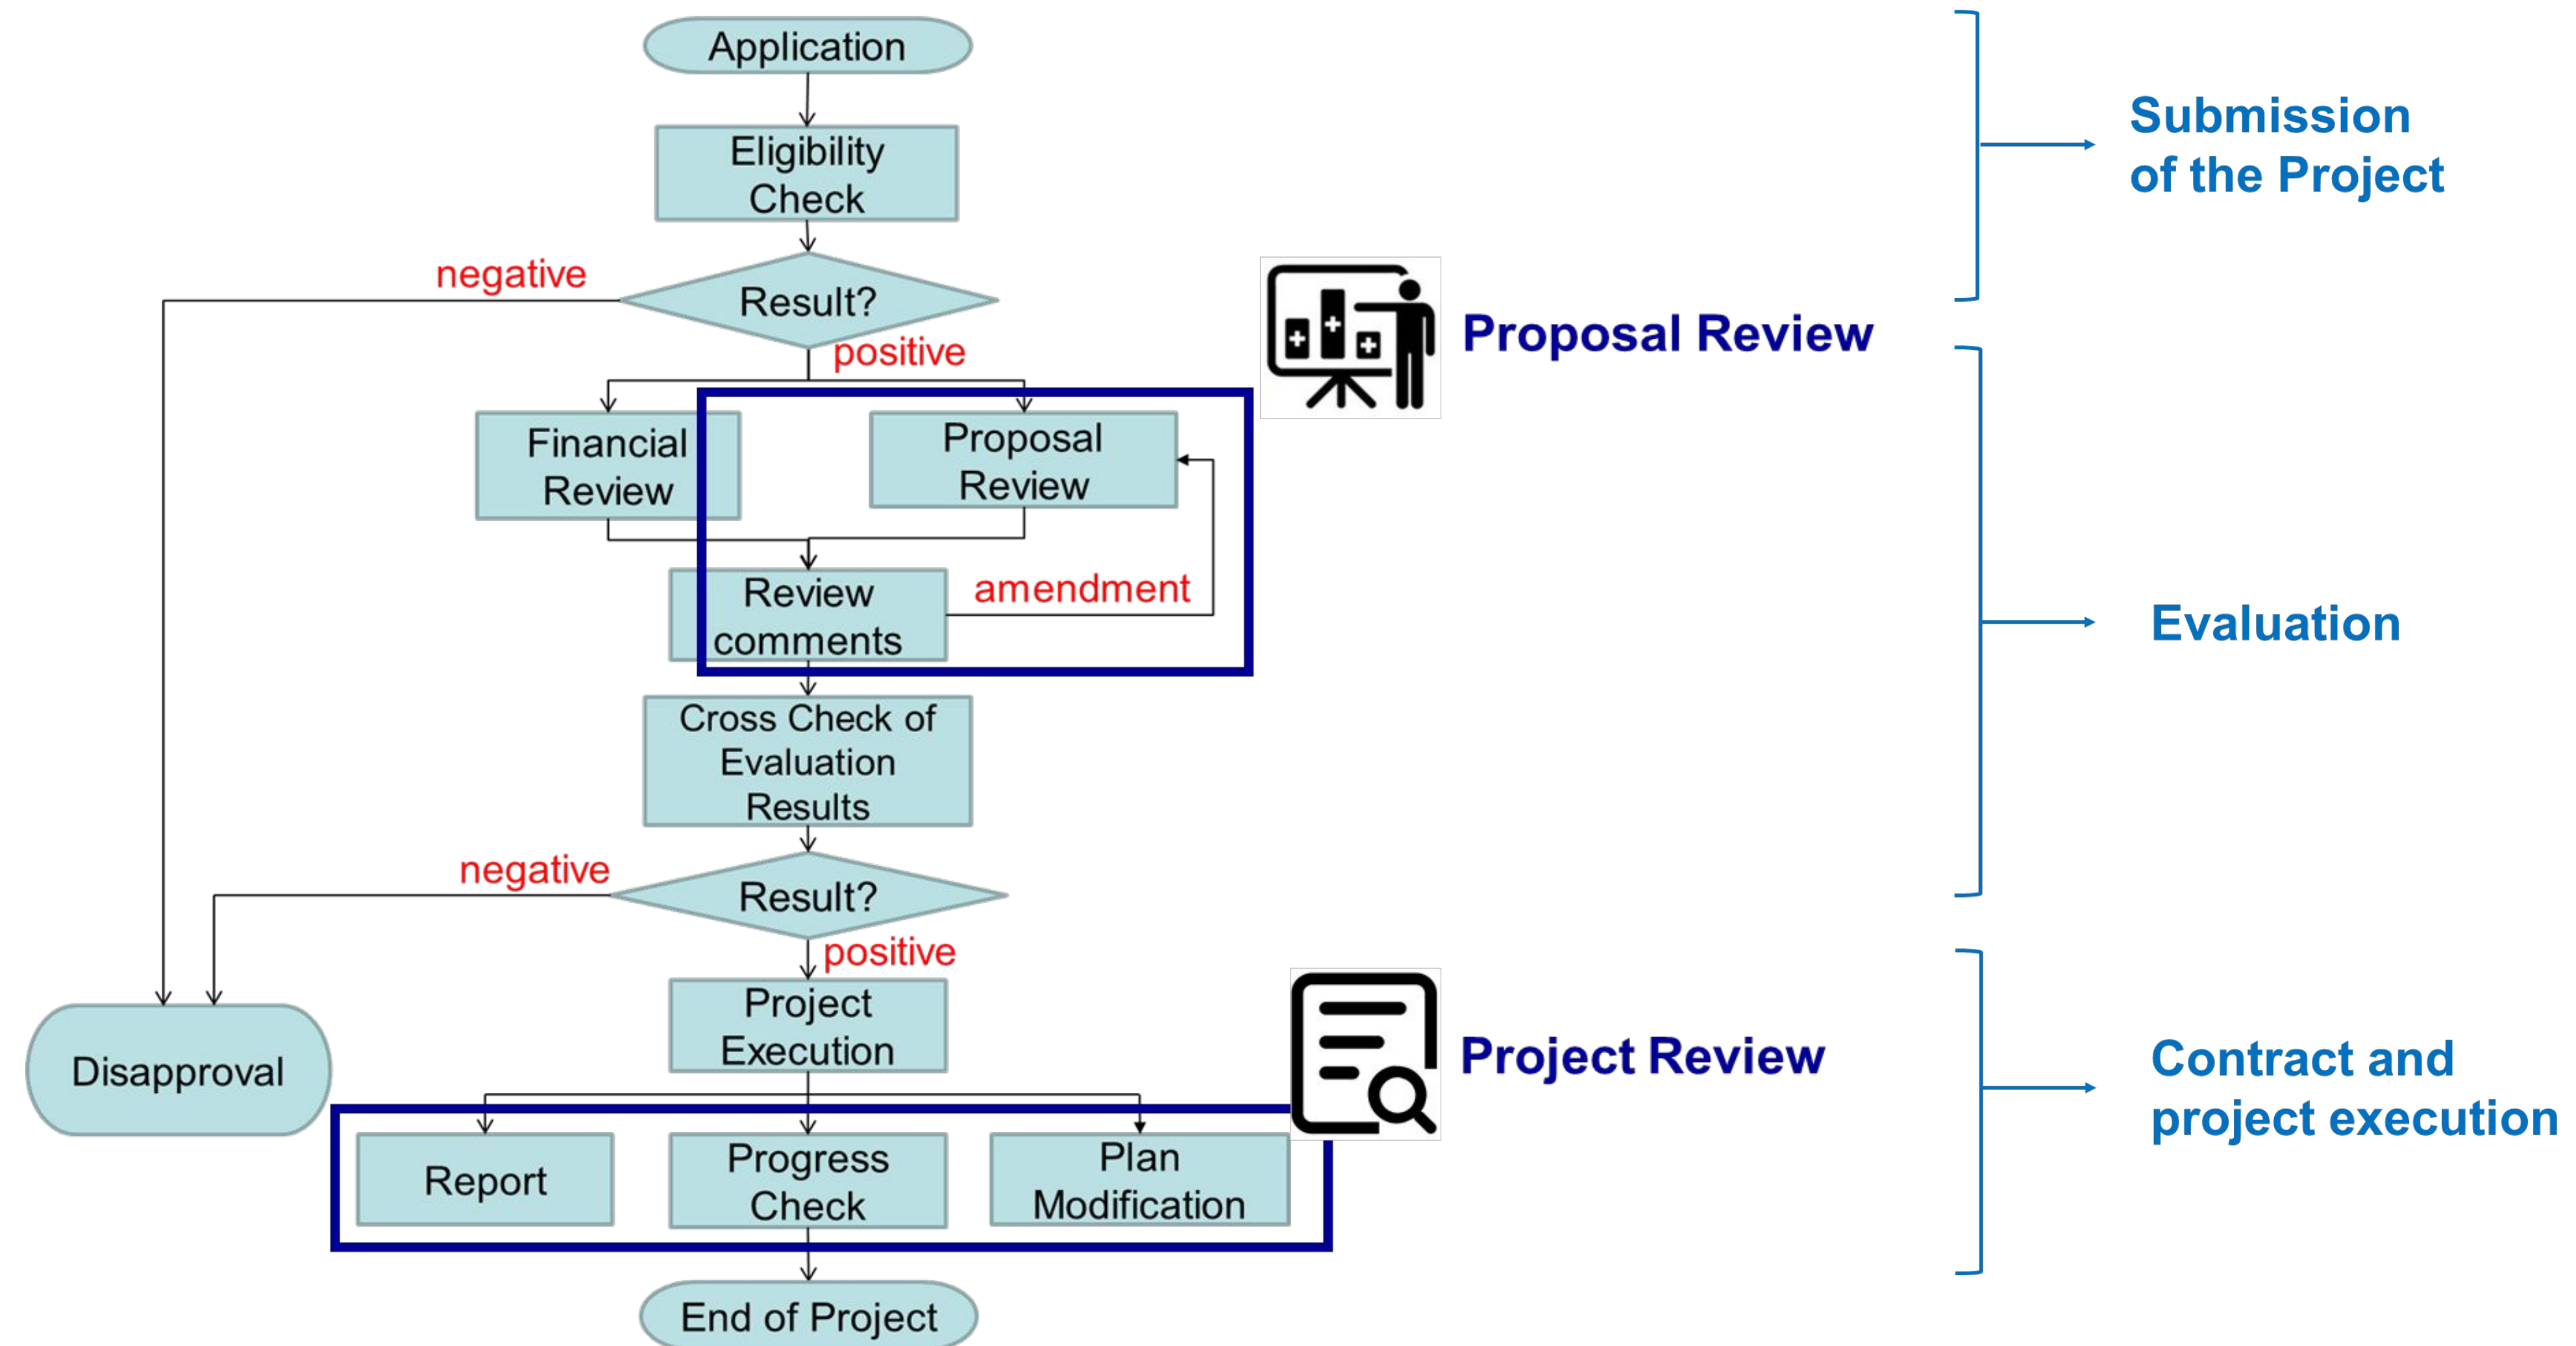 Application
Eligibility
Check
negative
Result?
positive
Financial
Review
Proposal
Review
Review
comments
amendment
Cross Check of
Evaluation
Results
negative
Result?
positive
Project
Execution
Disapproval
Report
Progress
Check
Plan
Modification
End of Project
Proposal Review
Project Review
Submission
of the Project
Evaluation
Contract and
project execution